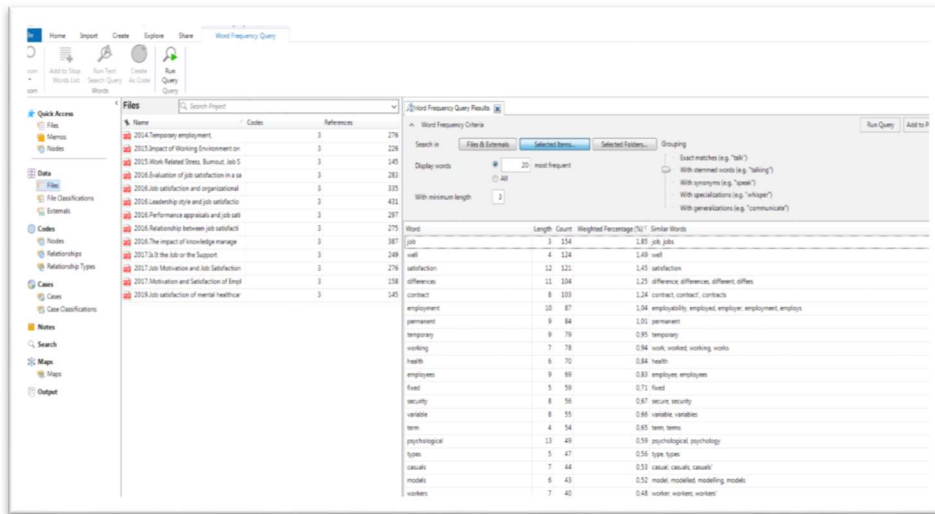 Home Import Create Explore Share Word Frequency Query
Add to Stop Words List
Run Text Search Query
Create As Code
Run Query
Words
Query
Quick Access
Files
Memos
Nodes
Data
Files
File Classifications
Externals
Codes
Nodes
Relationships
Relationship Types
Cases
Cases
Case Classifications
Notes
Search
Maps
Maps
Output
Files Search Project
Name Codes References
2014.Temporary employment. 3 276
2015.Impact of Working Environment on 3 226
2015.Work Related Stress, Burnout, Job S 3 145
2016.Evaluation of job satisfaction in a sa 3 283
2016.Job satisfaction and organizational 3 335
2016.Leadership style and job satisfactio 3 431
2016.Performance appraisals and job sati 3 297
2016.Relationship between job satisfacti 3 275
2016.The impact of knowledge manage 3 387
2017.Is It the Job or the Support 3 249
2017.Job Motivation and Job Satisfaction 3 276
2017.Motivation and Satisfaction of Empl 3 158
2019.Job satisfaction of mental healthcar 3 145
Word Frequency Query Results
Word Frequency Criteria Run Query Add to P
Search in Files & Externals Selected Items... Selected Folders... Grouping
Display words 20 most frequent
All
With minimum length 3
Exact matches (e.g. "talk")
With stemmed words (e.g. "talking")
With synonyms (e.g. "speak")
With specializations (e.g. "whisper")
With generalizations (e.g. "communicate")
Word Length Count Weighted Percentage (%) Similar Words
job 3 154 1,85 job, jobs
well 4 124 1,49 well
satisfaction 12 121 1,45 satisfaction
differences 11 104 1,25 difference, differences, different, differs
contract 8 103 1,24 contract, contract', contracts
employment 10 87 1,04 employability, employed, employer, employment, employs
permanent 9 84 1,01 permanent
temporary 9 79 0,95 temporary
working 7 78 0,94 work, worked, working, works
health 6 70 0,84 health
employees 9 69 0,83 employee, employees
fixed 5 59 0,71 fixed
security 8 56 0,67 secure, security
variable 8 55 0,66 variable, variables
term 4 54 0,65 term, terms
psychological 13 49 0,59 psychological, psychology
types 5 47 0,56 type, types
casuals 7 44 0,53 casual, casuals, casuals'
models 6 43 0,52 model, modelled, modelling, models
workers 7 40 0,48 worker, workers, workers'